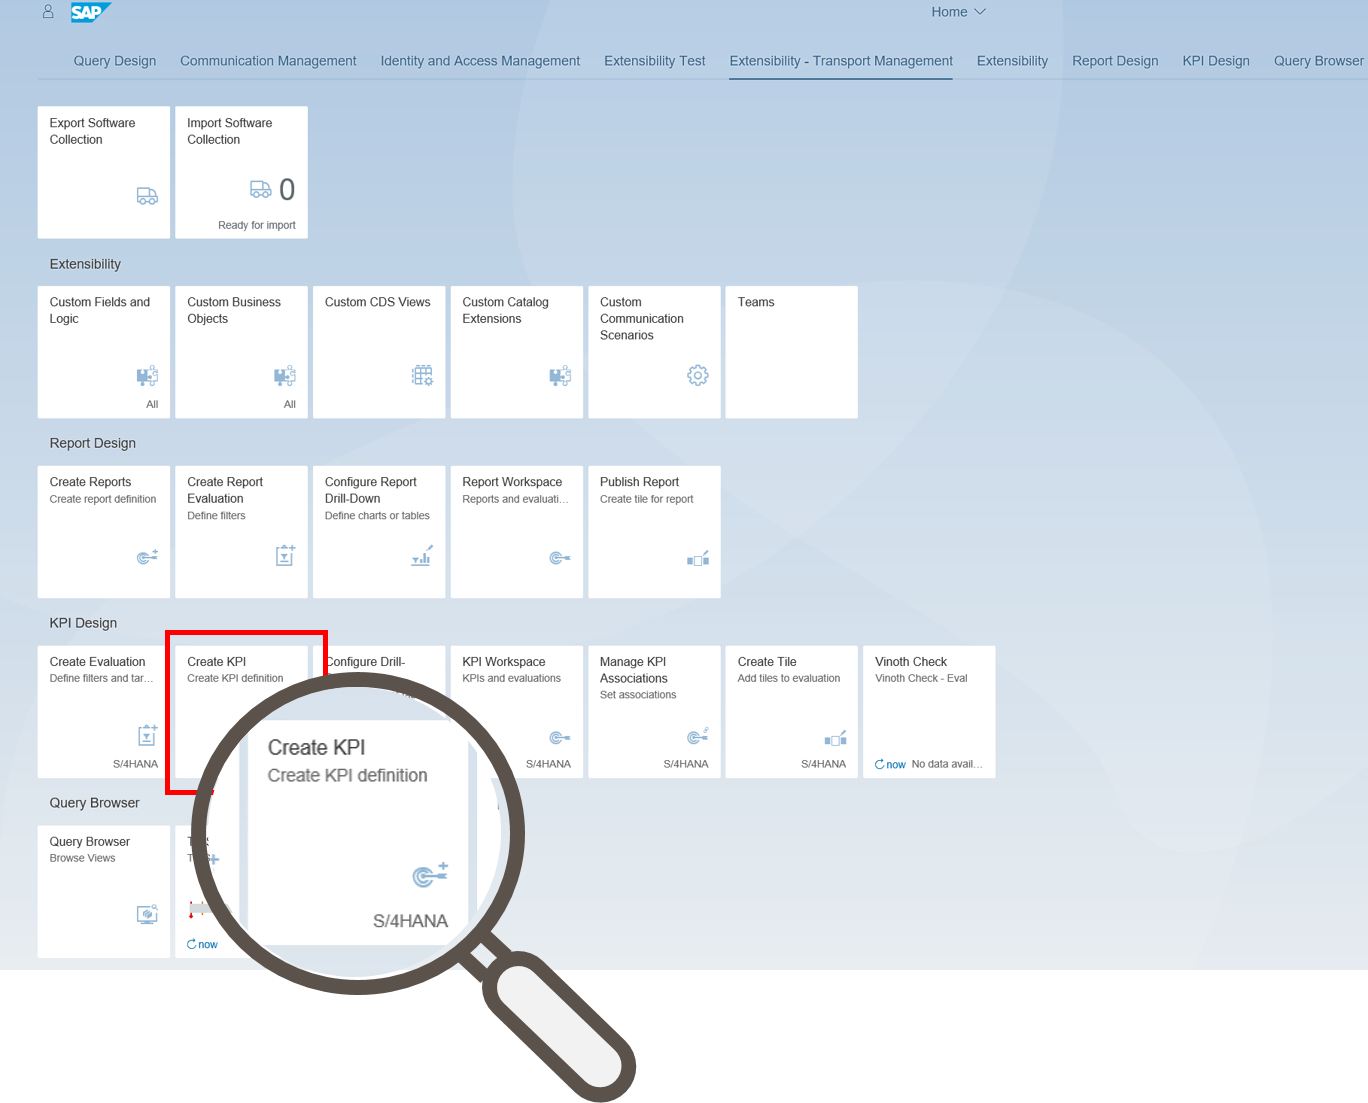 SAP
Home
Query Design
Communication Management
Identity and Access Management
Extensibility Test
Extensibility - Transport Management
Extensibility
Report Design
KPI Design
Query Browser
Export Software
Collection
Import Software
Collection
0
Ready for import
Extensibility
Custom Fields and
Logic
All
Custom Business
Objects
All
Custom CDS Views
Custom Catalog
Extensions
Custom
Communication
Scenarios
Teams
Report Design
Create Reports
Create report definition
Create Report
Evaluation
Define filters
Configure Report
Drill-Down
Define charts or tables
Report Workspace
Reports and evaluati...
Publish Report
Create tile for report
KPI Design
Create Evaluation
Define filters and tar...
S/4HANA
Create KPI
Create KPI definition
Configure Drill-
KPI Workspace
KPIs and evaluations
S/4HANA
Manage KPI
Associations
Set associations
S/4HANA
Create Tile
Add tiles to evaluation
S/4HANA
Vinoth Check
Vinoth Check - Eval
now No data avail...
Create KPI
Create KPI definition
S/4HANA
Query Browser
Query Browser
Browse Views
now